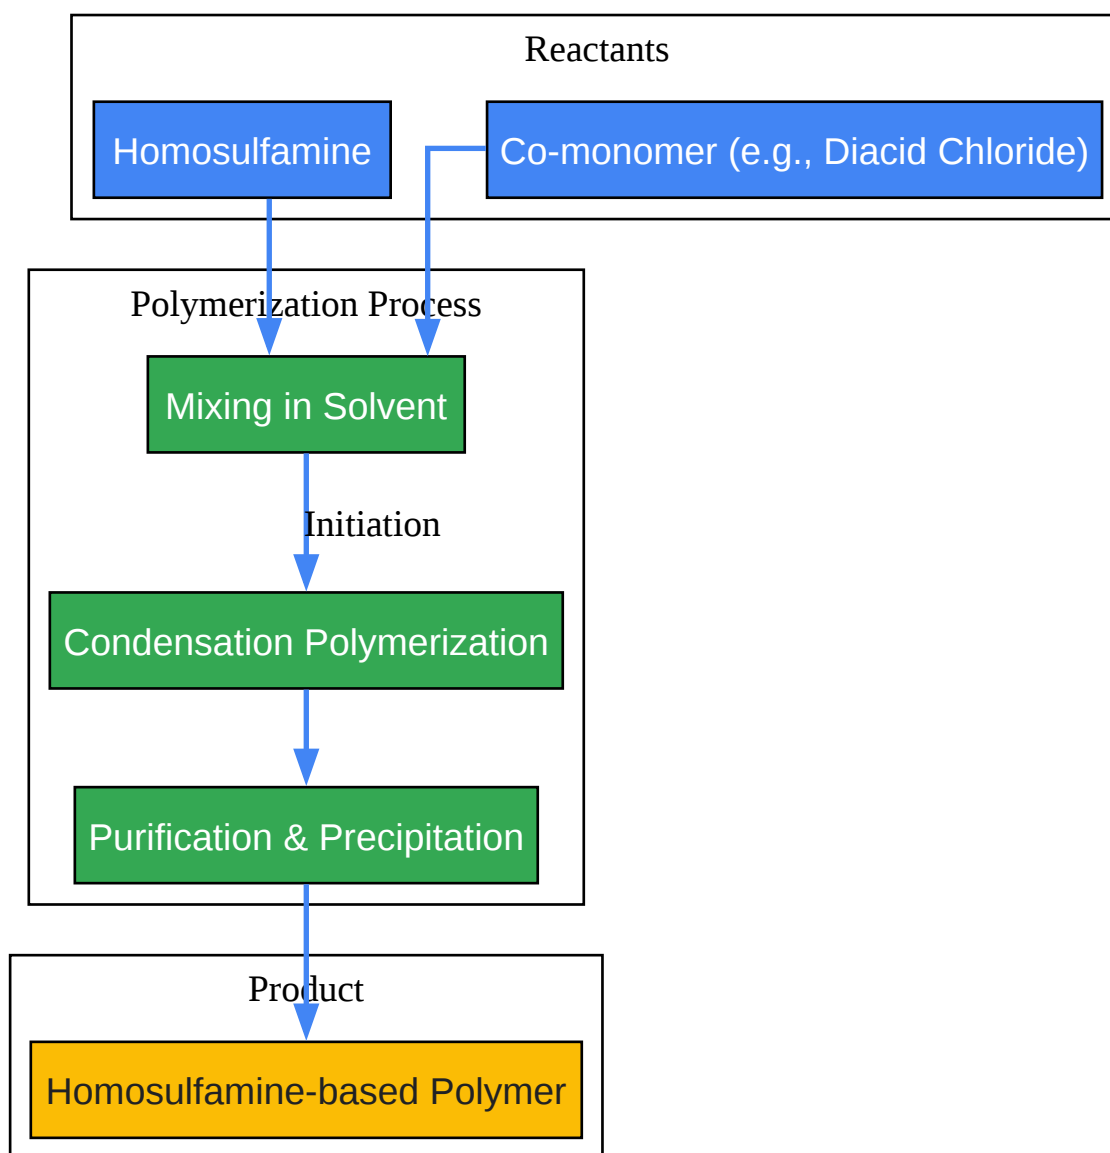 Reactants
Homosulfamine
Co-monomer (e.g., Diacid Chloride)
Polymerization Process
Mixing in Solvent
Initiation
Condensation Polymerization
Purification & Precipitation
Product
Homosulfamine-based Polymer